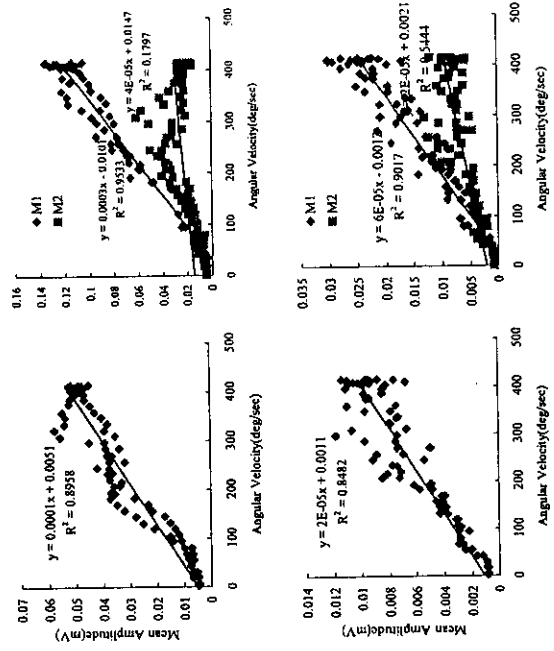 0.07
0.06
0.05
0.04
0.03
0.02
0.01
0
Mean Amplitude(mV)
y = 0.0001x + 0.0051
R² = 0.8958
0 100 200 300 400 500
Angular Velocity(deg/sec)
0.16
0.14
0.12
0.1
0.08
0.06
0.04
0.02
0
M1
M2
y = 0.0003x - 0.0101
R² = 0.9533
y = 4E-05x + 0.0147
R² = 0.1797
0 100 200 300 400 500
Angular Velocity(deg/sec)
0.014
0.012
0.01
0.008
0.006
0.004
0.002
0
Mean Amplitude(mV)
y = 2E-05x + 0.0011
R² = 0.8482
0 100 200 300 400 500
Angular Velocity(deg/sec)
0.035
0.03
0.025
0.02
0.015
0.01
0.005
0
M1
M2
y = 6E-05x - 0.0012
R² = 0.9017
2E-05x + 0.0021
R² = 0.5444
0 100 200 300 400 500
Angular Velocity(deg/sec)